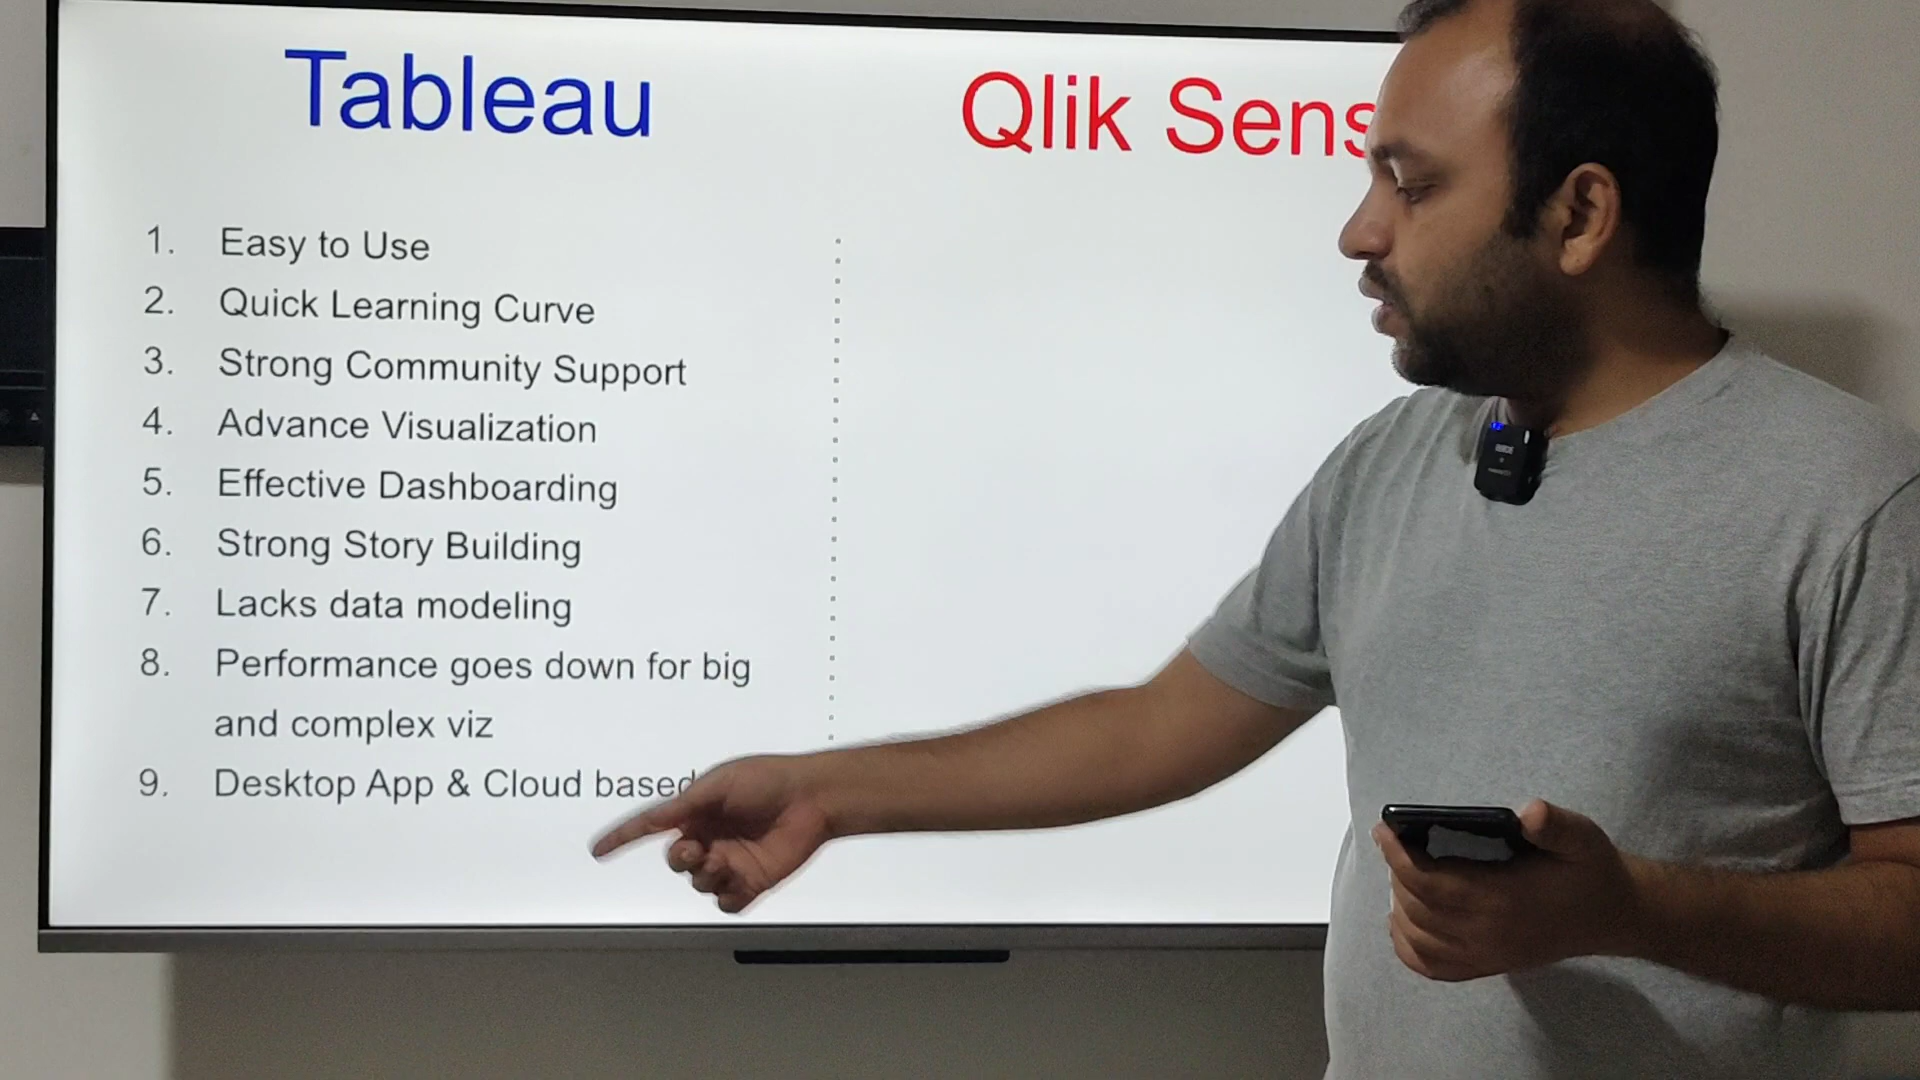 Tableau
Qlik Sens
1. Easy to Use
2. Quick Learning Curve
3. Strong Community Support
4. Advance Visualization
5. Effective Dashboarding
6. Strong Story Building
7. Lacks data modeling
8. Performance goes down for big
and complex viz
9. Desktop App & Cloud based